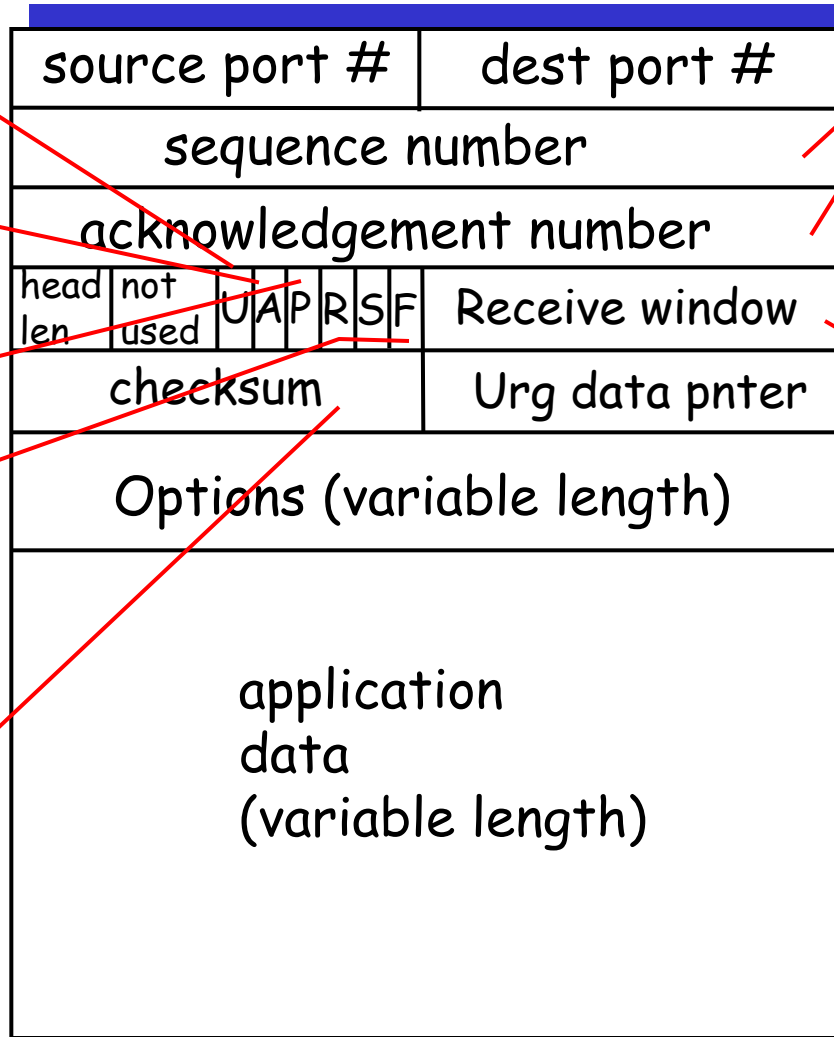 source port #
dest port #
sequence number
acknowledgement number
head
len
not
used
U
A
P
R
S
F
Receive window
checksum
Urg data pnter
Options (variable length)
application
data
(variable length)